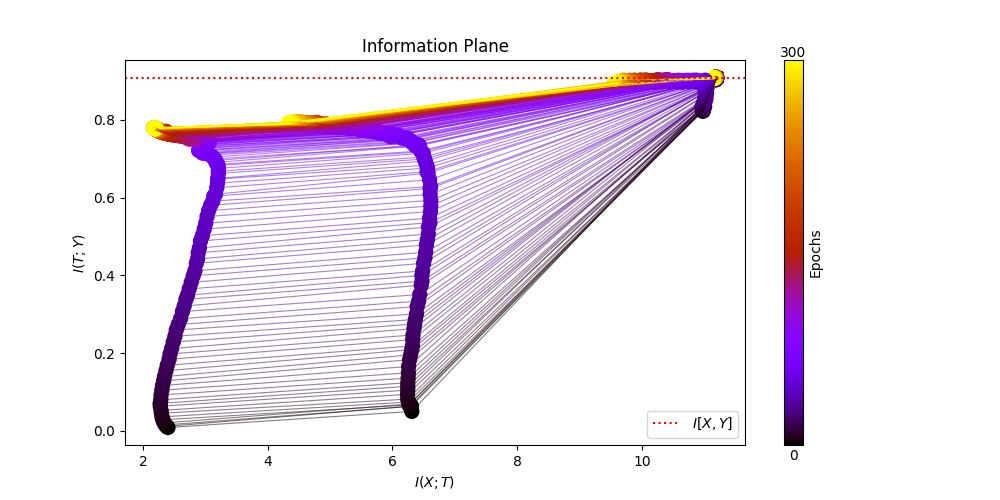 Information Plane
300
0.8
0.6
0.4
0.2
0.0
I(T; Y)
2
4
6
8
10
I(X; T)
I[X, Y]
Epochs
0